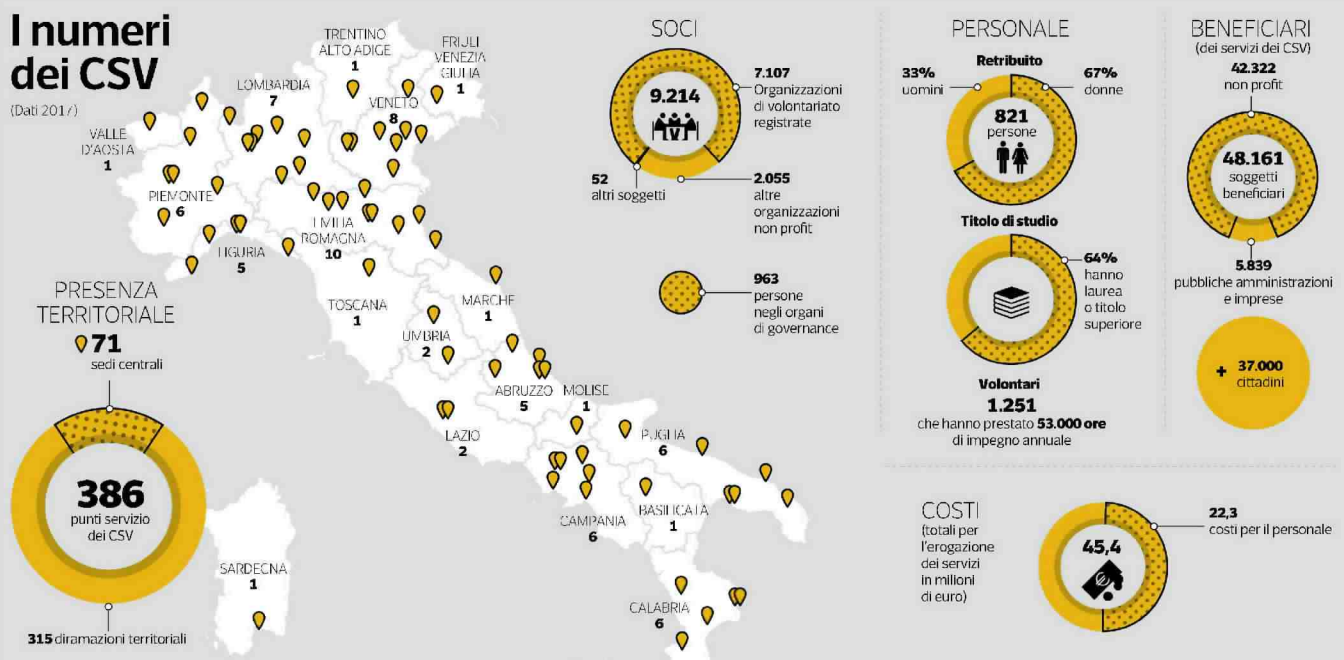 I numeri
dei CSV
(Dati 2017)
TRENTINO
ALTO ADIGE
1
FRIULI
VENEZIA
GIULIA
1
LOMBARDIA
7
VENETO
8
VALLE
D'AOSTA
1
PIEMONTE
6
EMILIA
ROMAGNA
10
LIGURIA
5
TOSCANA
1
MARCHE
1
UMBRIA
2
ABRUZZO
5
MOLISE
1
LAZIO
2
PUGLIA
6
CAMPANIA
6
BASILICATA
1
SARDEGNA
1
CALABRIA
6
PRESENZA
TERRITORIALE
71
sedi centrali
386
punti servizio
dei CSV
315 diramazioni territoriali
SOCI
9.214
V
7.107
Organizzazioni
di volontariato
registrate
52
altri soggetti
2.055
altre
organizzazioni
non profit
963
persone
negli organi
di governance
PERSONALE
Retribuito
33%
uomini
67%
donne
821
persone
Titolo di studio
64%
hanno
laurea
o titolo
superiore
Volontari
1.251
che hanno prestato 53.000 ore
di impegno annuale
BENEFICIARI
(dei servizi dei CSV)
42.322
non profit
48.161
soggetti
beneficiari
5.839
pubbliche amministrazioni
e imprese
+ 37.000
cittadini
COSTI
(totali per
l'erogazione
dei servizi
in milioni
di euro)
45,4
€
22,3
costi per il personale